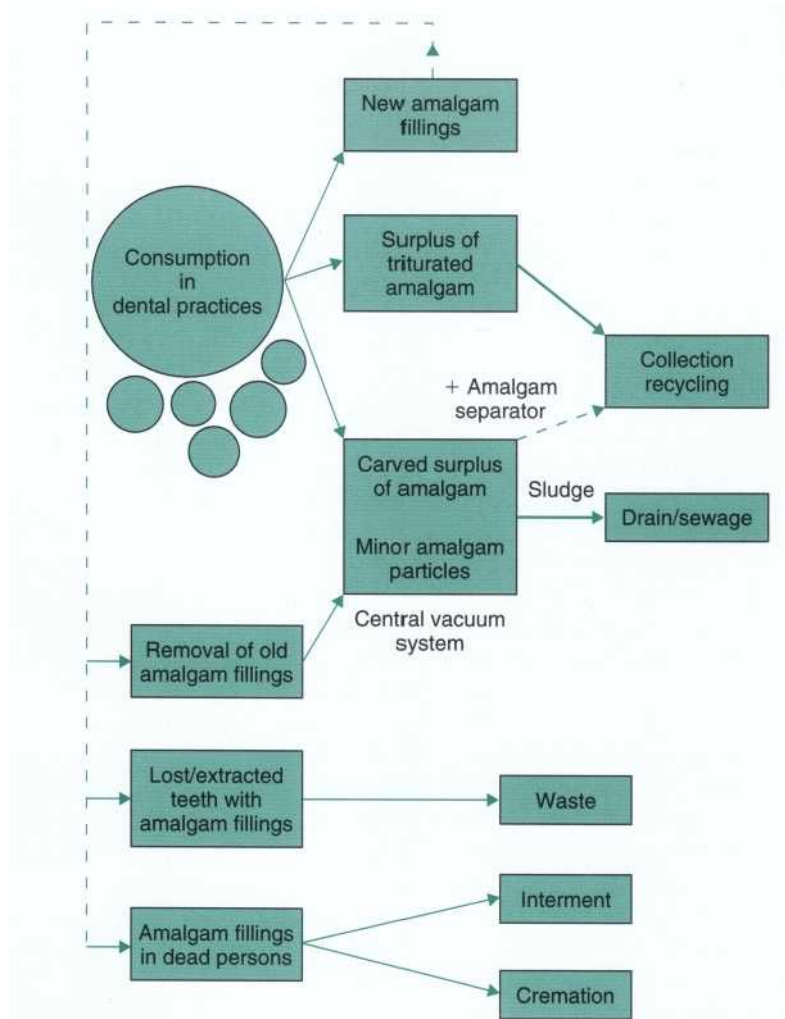 New amalgam
fillings
Consumption
in
dental practices
Surplus of
triturated
amalgam
Collection
recycling
+ Amalgam
separator
Carved surplus
of amalgam
Minor amalgam
particles
Sludge
Drain/sewage
Central vacuum
system
Removal of old
amalgam fillings
Lost/extracted
teeth with
amalgam fillings
Waste
Interment
Amalgam fillings
in dead persons
Cremation